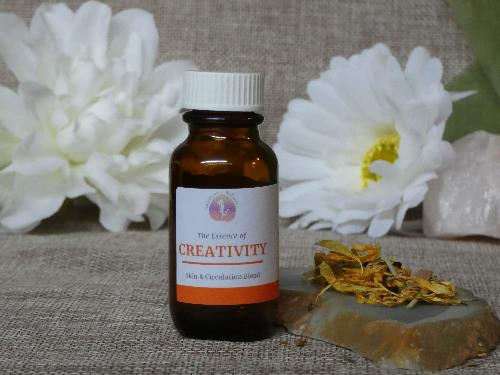 The Essence of
CREATIVITY
Skin & Circulation Blend